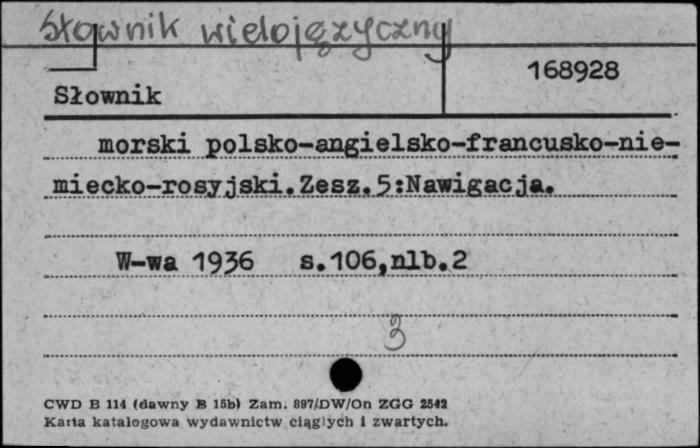 Słownik wielojęzyczny
168928
Słownik
morski polsko-angielsko-francusko-nie-
miecko-rosyjski.Zesz.5:Nawigacja.
W-wa 1936 s.106,nlb.2
3
CWD B 114 (dawny B 15b) Zam. 897/DW/On ZGG 2542
Karta katalogowa wydawnictw ciągłych i zwartych.